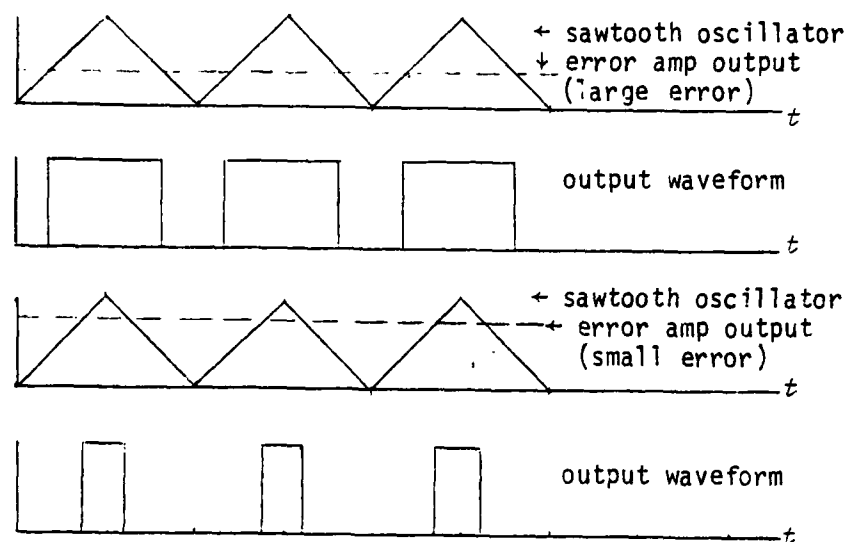 ← sawtooth oscillator
↓ error amp output
(large error)
t
output waveform
t
← sawtooth oscillator
← error amp output
(small error)
t
output waveform
t